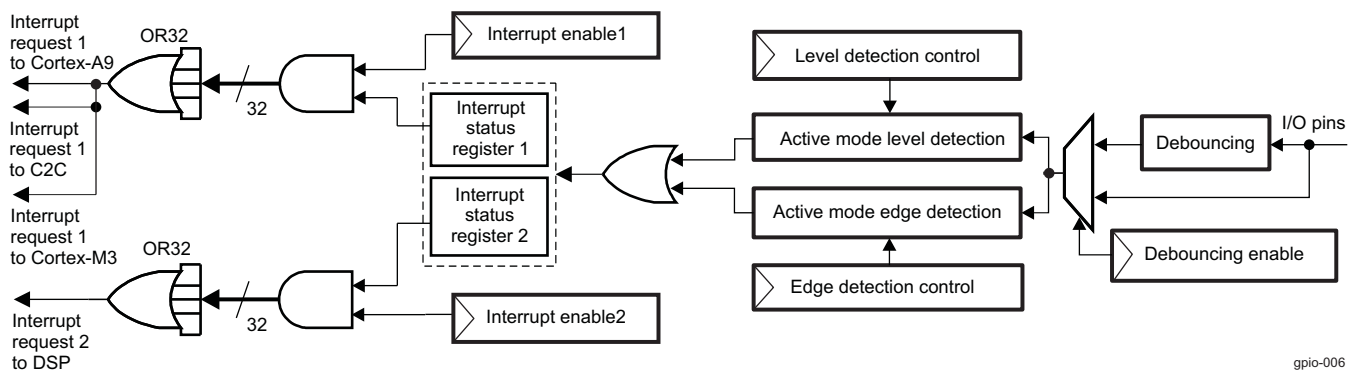 Interrupt
request 1
to Cortex-A9
OR32
32
Interrupt enable1
Level detection control
Interrupt
status
register 1
Active mode level detection
Debouncing
I/O pins
Interrupt
request 1
to C2C
Interrupt
status
register 2
Active mode edge detection
Interrupt
request 1
to Cortex-M3
OR32
32
Interrupt enable2
Edge detection control
Debouncing enable
Interrupt
request 2
to DSP
gpio-006